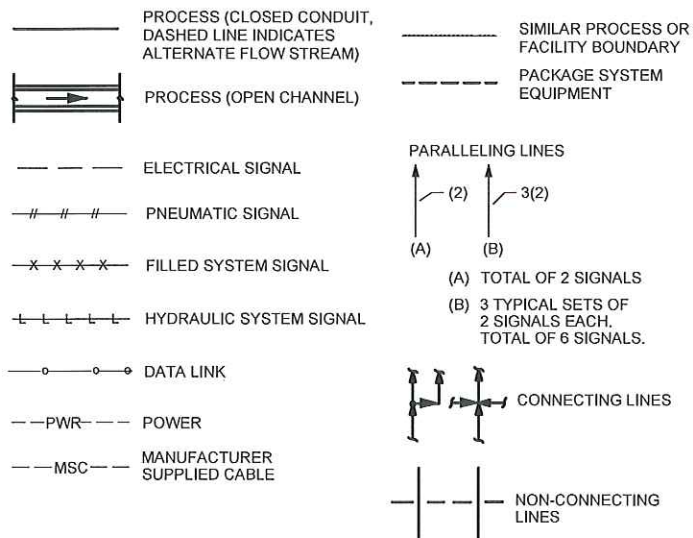 PROCESS (CLOSED CONDUIT,
DASHED LINE INDICATES
ALTERNATE FLOW STREAM)
PROCESS (OPEN CHANNEL)
ELECTRICAL SIGNAL
PNEUMATIC SIGNAL
FILLED SYSTEM SIGNAL
X X X X
HYDRAULIC SYSTEM SIGNAL
L L L L L
DATA LINK
PWR
POWER
MSC
MANUFACTURER
SUPPLIED CABLE
SIMILAR PROCESS OR
FACILITY BOUNDARY
PACKAGE SYSTEM
EQUIPMENT
PARALLELING LINES
(2)
3(2)
(A)
(B)
(A) TOTAL OF 2 SIGNALS
(B) 3 TYPICAL SETS OF
2 SIGNALS EACH.
TOTAL OF 6 SIGNALS.
CONNECTING LINES
NON-CONNECTING
LINES